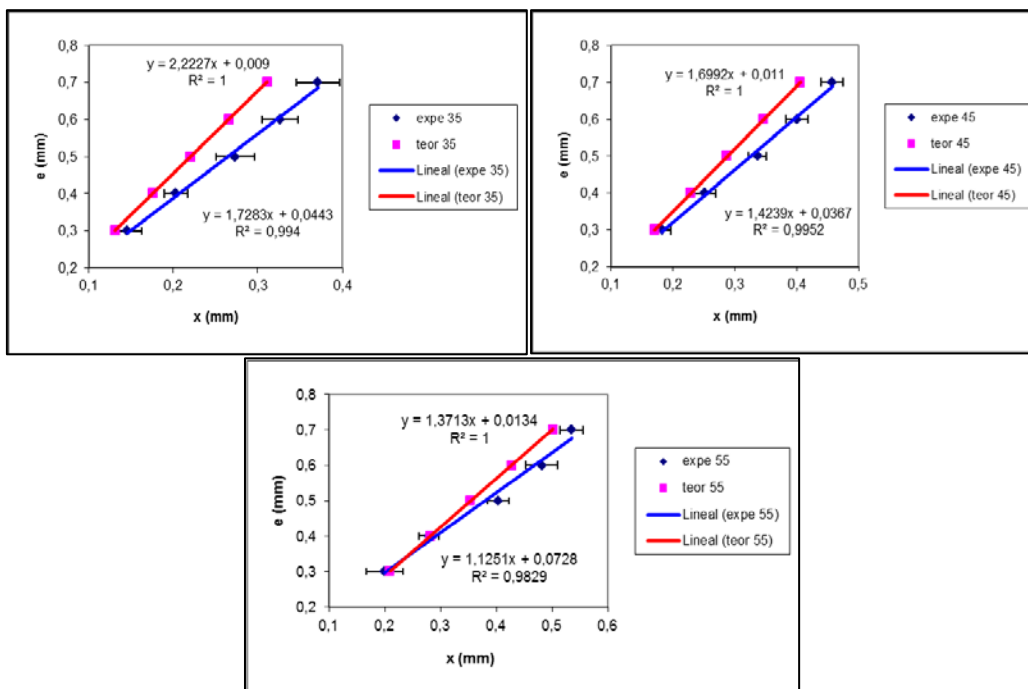 0,8
0,7
0,6
0,5
0,4
0,3
0,2
e (mm)
y = 2,2227x + 0,009
R² = 1
y = 1,7283x + 0,0443
R² = 0,994
0,1 0,2 0,3 0,4
x (mm)
expe 35
teor 35
Lineal (expe 35)
Lineal (teor 35)
0,8
0,7
0,6
0,5
0,4
0,3
0,2
e (mm)
y = 1,6992x + 0,011
R² = 1
y = 1,4239x + 0,0367
R² = 0,9952
0,1 0,2 0,3 0,4 0,5
x (mm)
expe 45
teor 45
Lineal (expe 45)
Lineal (teor 45)
0,8
0,7
0,6
0,5
0,4
0,3
0,2
e (mm)
y = 1,3713x + 0,0134
R² = 1
y = 1,1251x + 0,0728
R² = 0,9829
0,1 0,2 0,3 0,4 0,5 0,6
x (mm)
expe 55
teor 55
Lineal (expe 55)
Lineal (teor 55)